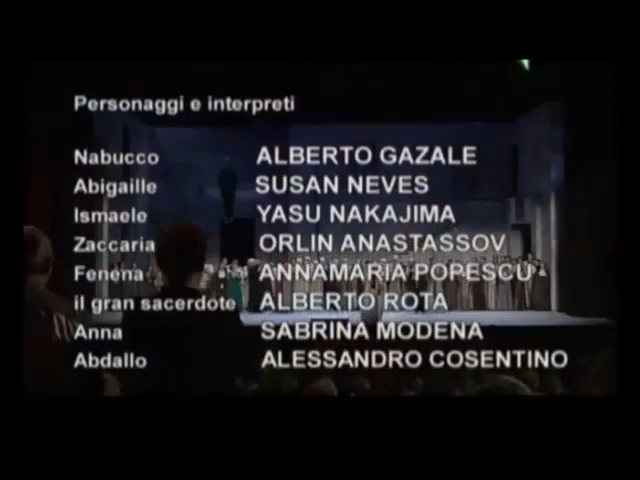 Personaggi e interpreti
Nabucco ALBERTO GAZALE
Abigaille SUSAN NEVES
Ismaele YASU NAKAJIMA
Zaccaria ORLIN ANASTASSOV
Fenena ANNAMARIA POPESCU
il gran sacerdote ALBERTO ROTA
Anna SABRINA MODENA
Abdallo ALESSANDRO COSENTINO